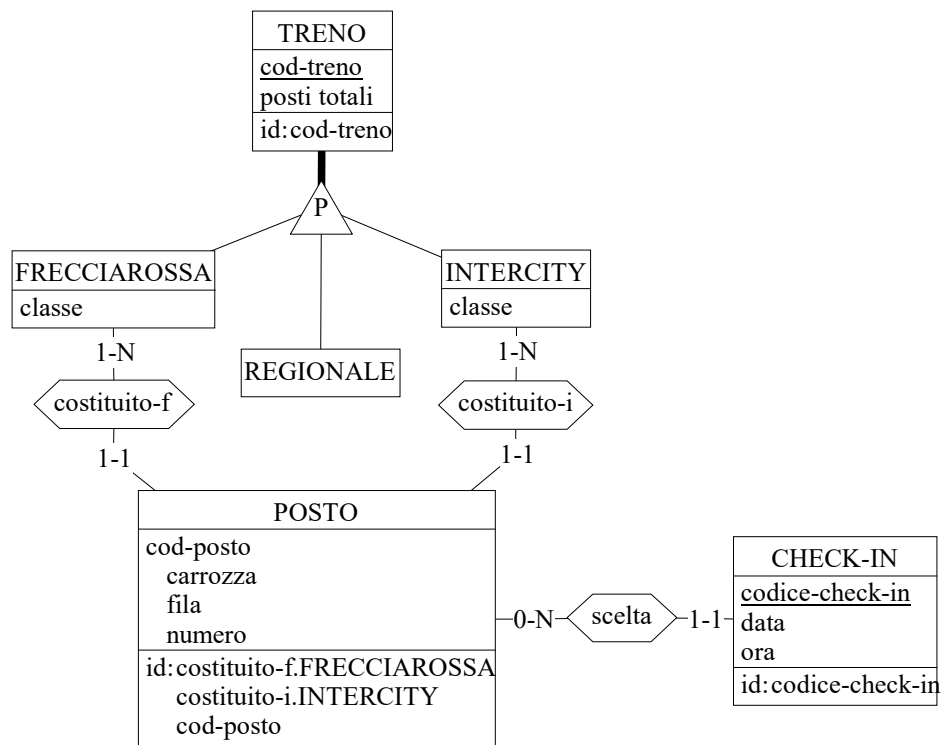 TRENO
cod-treno
posti totali
id:cod-treno
P
FRECCIAROSSA
classe
INTERCITY
classe
REGIONALE
1-N
1-N
costituito-f
costituito-i
1-1
1-1
POSTO
cod-posto
carrozza
fila
numero
id:costituito-f.FRECCIAROSSA
costituito-i.INTERCITY
cod-posto
0-N
scelta
1-1
CHECK-IN
codice-check-in
data
ora
id:codice-check-in